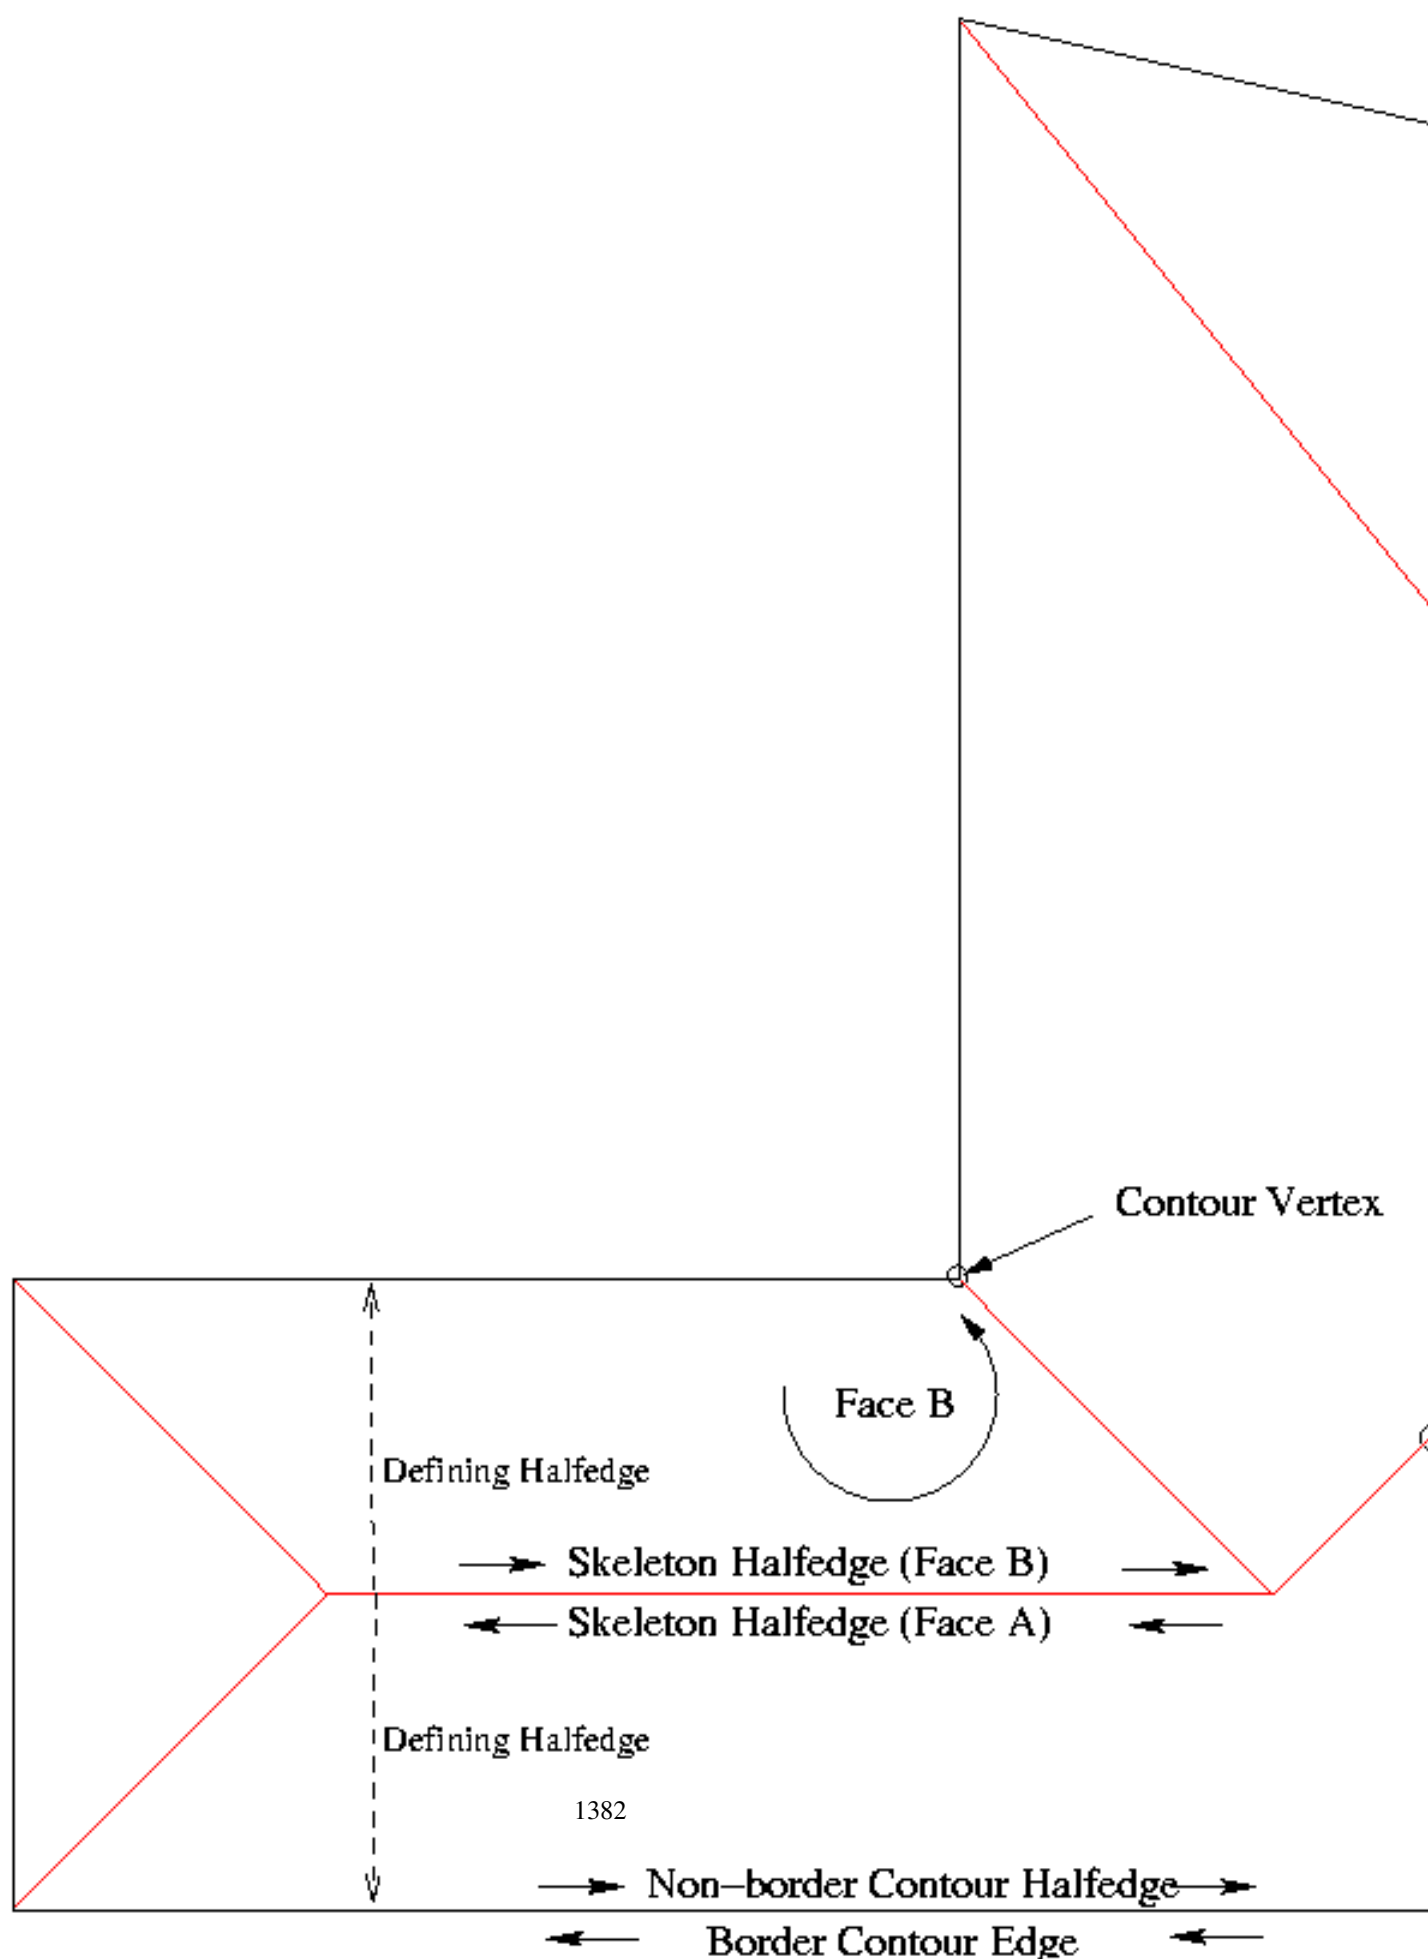 Contour Vertex
Face B
Defining Halfedge
Skeleton Halfedge (Face B)
Skeleton Halfedge (Face A)
Defining Halfedge
1382
Non-border Contour Halfedge
Border Contour Edge